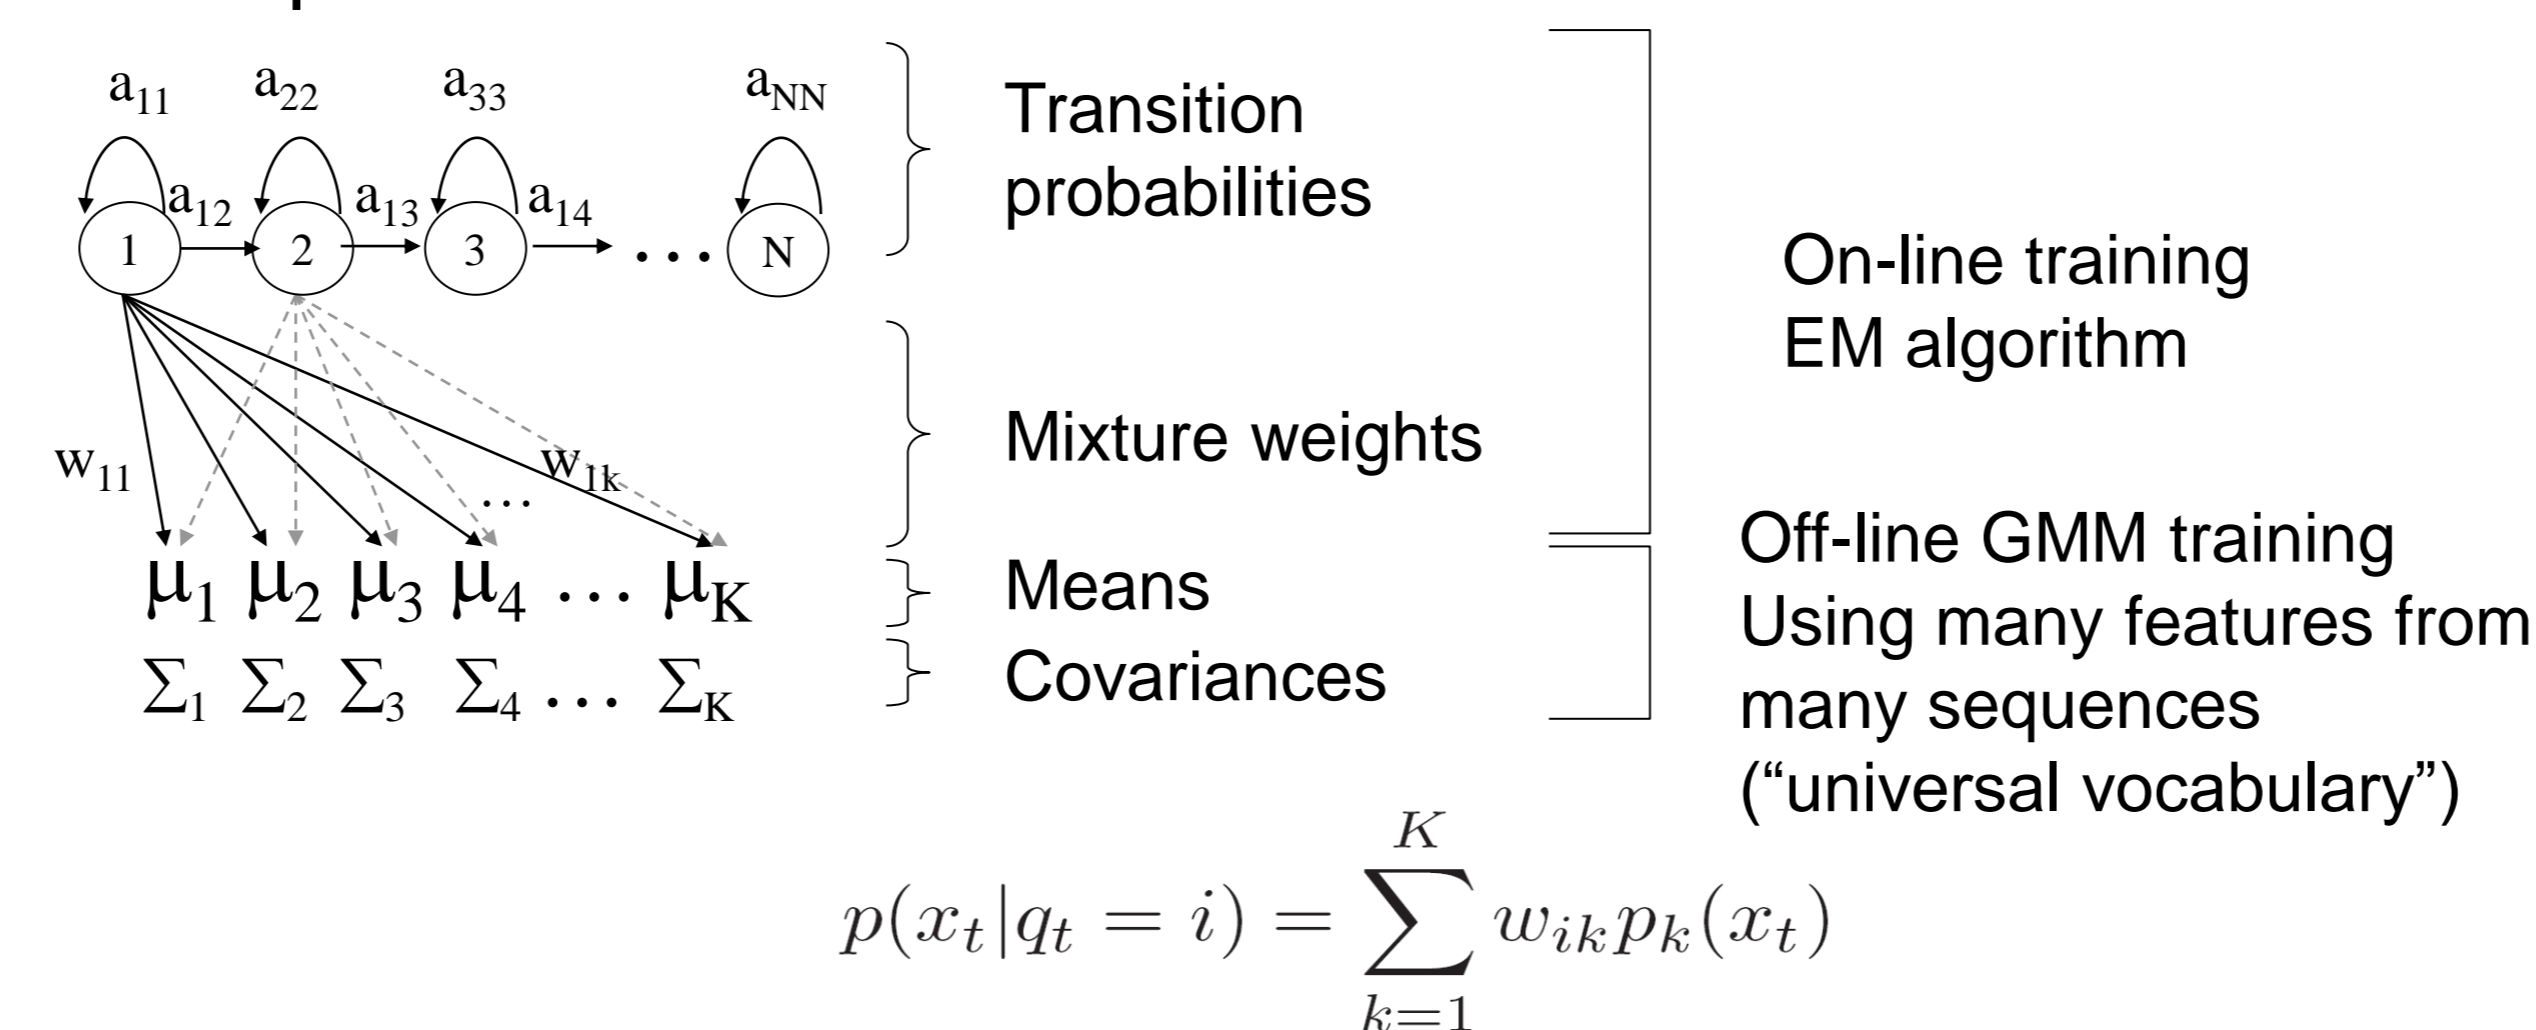 a11 a22 a33 aNN
a12 a13 a14
1 2 3 ... N
Transition
probabilities
On-line training
EM algorithm
w11 w1k
...
Mixture weights
μ1 μ2 μ3 μ4 ... μK
Means
Σ1 Σ2 Σ3 Σ4 ... ΣK
Covariances
Off-line GMM training
Using many features from
many sequences
(“universal vocabulary”)
p(xt|qt = i) = ∑_{k=1}^{K} wik pk(xt)